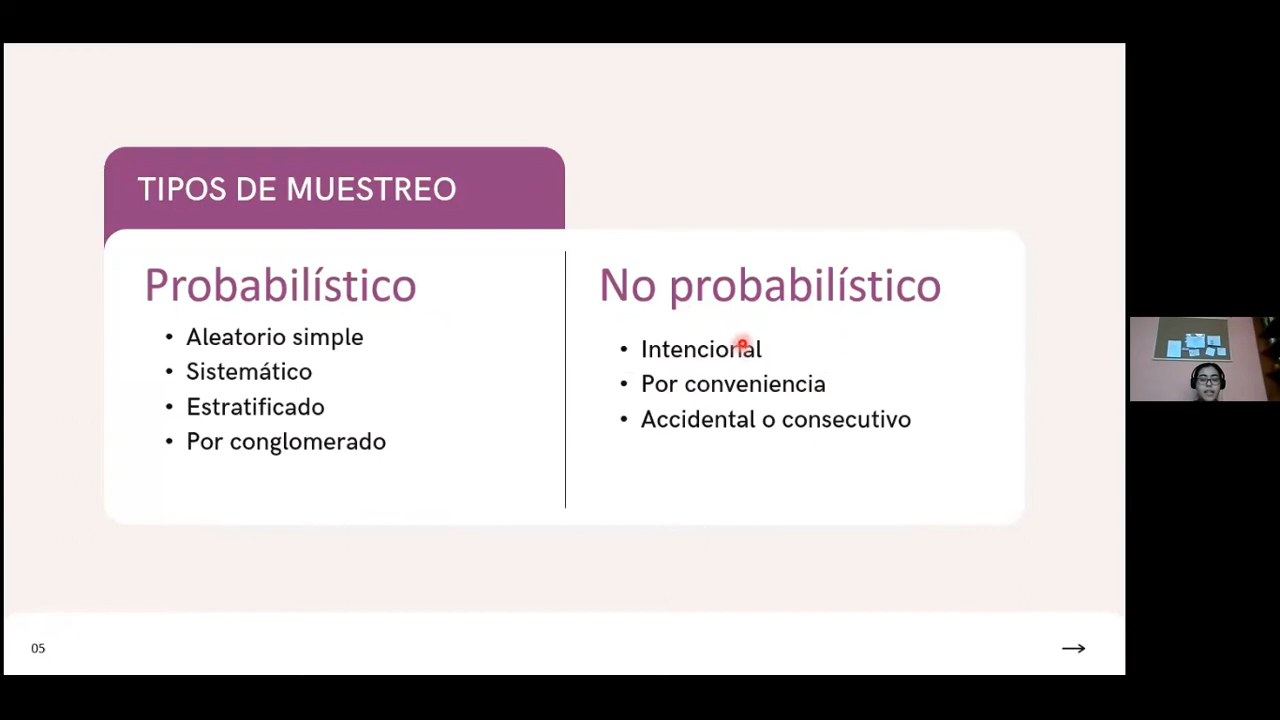 TIPOS DE MUESTREO
Probabilístico
• Aleatorio simple
• Sistemático
• Estratificado
• Por conglomerado
No probabilístico
• Intencional
• Por conveniencia
• Accidental o consecutivo
05